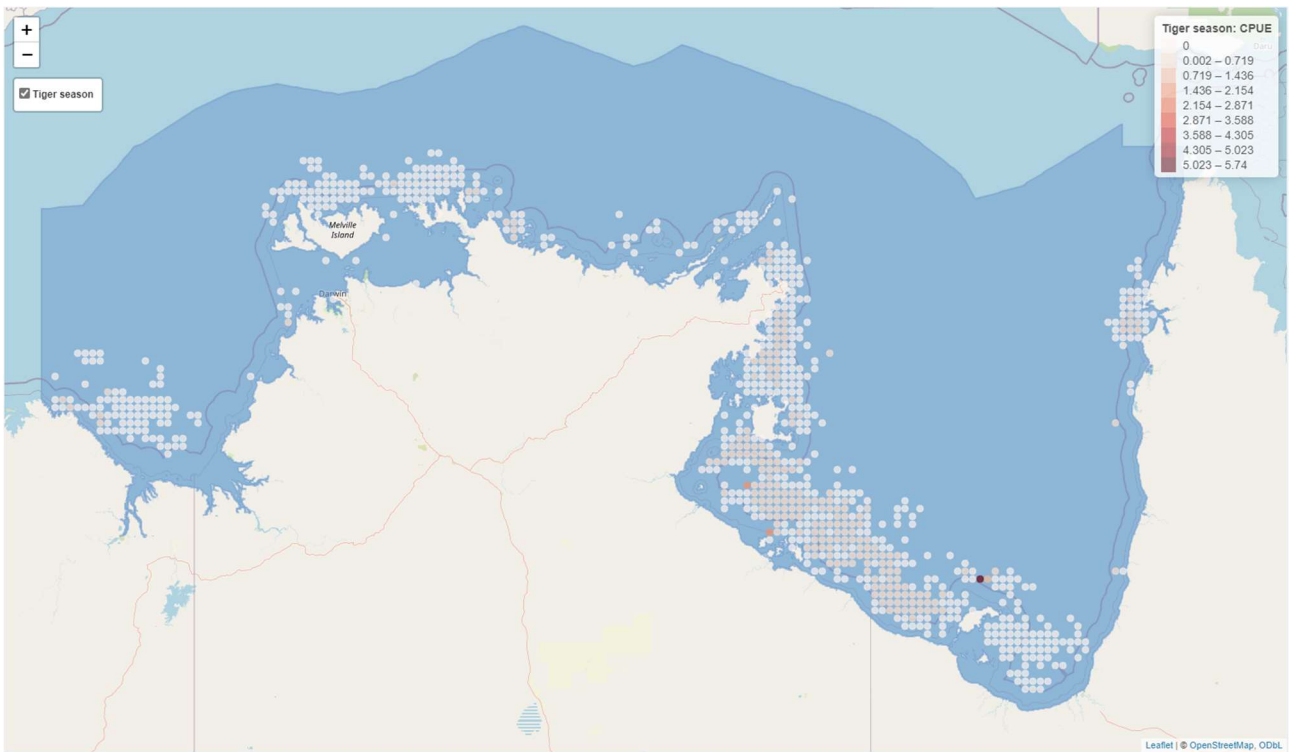 +
−
Tiger season
Tiger season: CPUE
0
0.002 – 0.719
0.719 – 1.436
1.436 – 2.154
2.154 – 2.871
2.871 – 3.588
3.588 – 4.305
4.305 – 5.023
5.023 – 5.74
Daru
Melville
Island
Darwin
Leaflet | © OpenStreetMap, ODbL